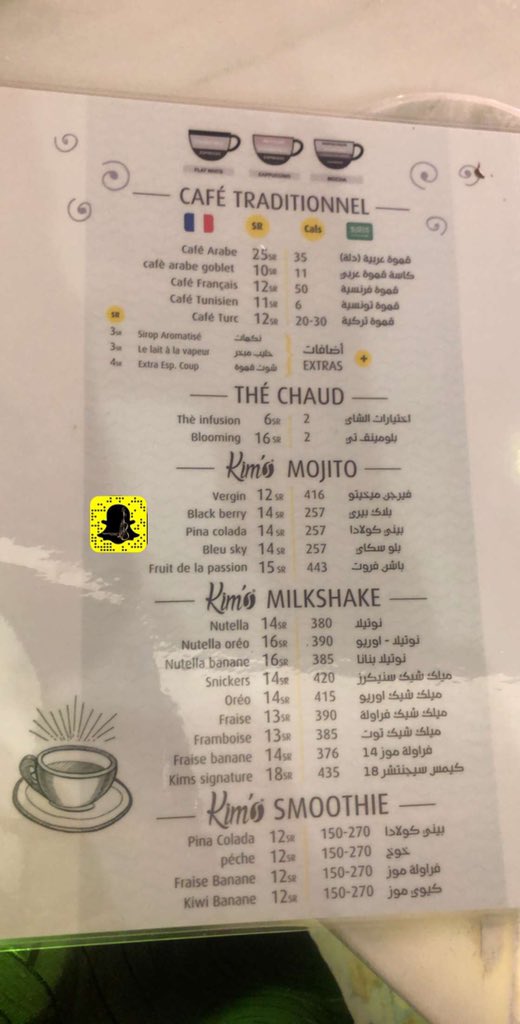 FLAT WHITE CAPPUCCINO MOCHA
CAFÉ TRADITIONNEL
SR Cals
Café Arabe 25SR 35 قهوة عربية (دلة)
cafè arabe goblet 10SR 11 كاسة قهوة عربي
Café Français 12SR 50 قهوة فرنسية
Café Tunisien 11SR 6 قهوة تونسية
Café Turc 12SR 20-30 قهوة تركية
SR
3SR Sirop Aromatisé نكهات
3SR Le lait à la vapeur حليب مبخر
4SR Extra Esp. Coup شوت قهوة
أضافات +
EXTRAS
THÉ CHAUD
Thè infusion 6SR 2 اختيارات الشاي
Blooming 16SR 2 بلومينق تي
Kim's MOJITO
Vergin 12SR 416 فيرجن ميخيتو
Black berry 14SR 257 بلاك بيري
Pina colada 14SR 257 بيني كولادا
Bleu sky 14SR 257 بلو سكاي
Fruit de la passion 15SR 443 باشن فروت
Kim's MILKSHAKE
Nutella 14SR 380 نوتيلا
Nutella oréo 16SR 390 نوتيلا - اوريو
Nutella banane 16SR 385 نوتيلا بنانا
Snickers 14SR 420 ميلك شيك سنيكرز
Oréo 14SR 415 ميلك شيك اوريو
Fraise 13SR 390 ميلك شيك فراولة
Framboise 13SR 385 ميلك شيك توت
Fraise banane 14SR 376 فراولة موز 14
Kims signature 18SR 435 كيمس سيجنتشر 18
Kim's SMOOTHIE
Pina Colada 12SR 150-270 بيني كولادا
péche 12SR 150-270 خوخ
Fraise Banane 12SR 150-270 فراولة موز
Kiwi Banane 12SR 150-270 كيوي موز